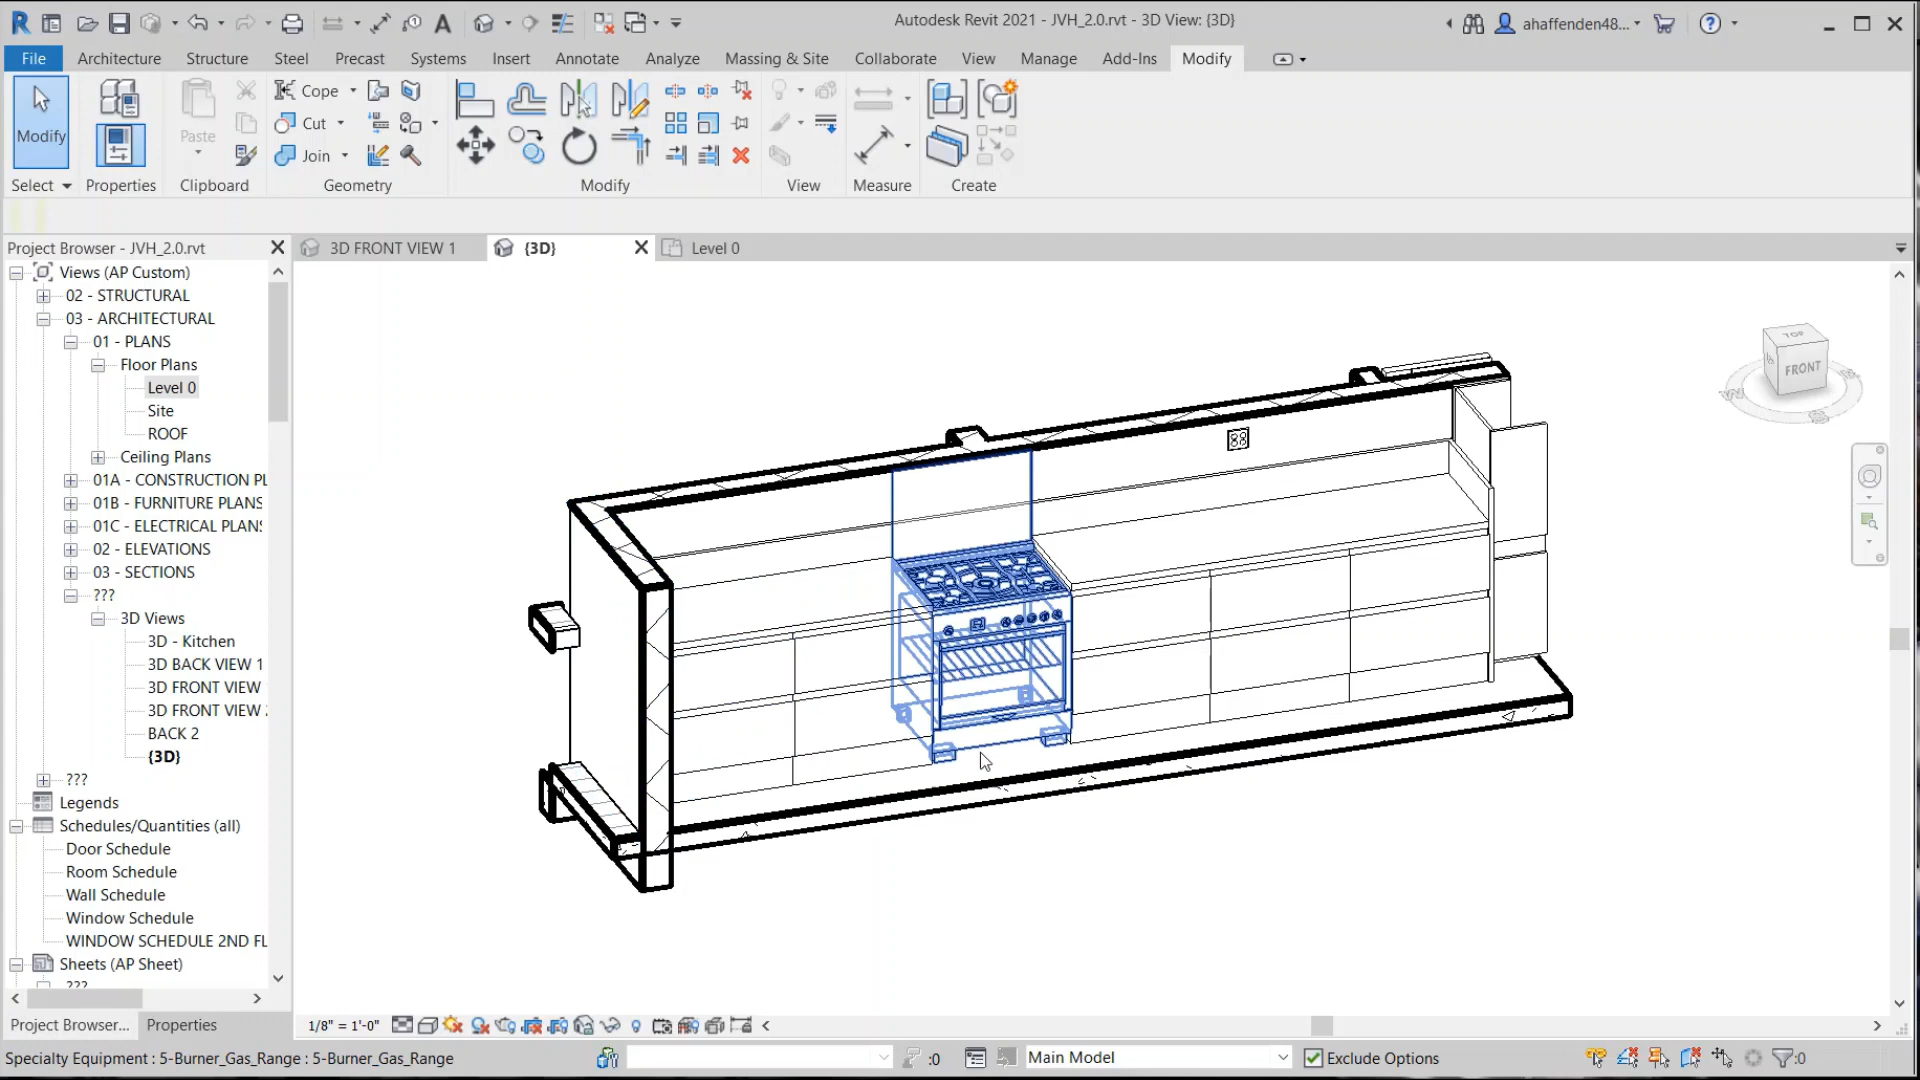 Autodesk Revit 2021 - JVH_2.0.rvt - 3D View: {3D}
ahaffenden48...
File
Architecture
Structure
Steel
Precast
Systems
Insert
Annotate
Analyze
Massing & Site
Collaborate
View
Manage
Add-Ins
Modify
Modify
Paste
Cope
Cut
Join
Select
Properties
Clipboard
Geometry
Modify
View
Measure
Create
Project Browser - JVH_2.0.rvt
3D FRONT VIEW 1
{3D}
Level 0
Views (AP Custom)
02 - STRUCTURAL
03 - ARCHITECTURAL
01 - PLANS
Floor Plans
Level 0
Site
ROOF
Ceiling Plans
01A - CONSTRUCTION PL
01B - FURNITURE PLANS
01C - ELECTRICAL PLANS
02 - ELEVATIONS
03 - SECTIONS
???
3D Views
3D - Kitchen
3D BACK VIEW 1
3D FRONT VIEW
3D FRONT VIEW
BACK 2
{3D}
???
Legends
Schedules/Quantities (all)
Door Schedule
Room Schedule
Wall Schedule
Window Schedule
WINDOW SCHEDULE 2ND FL
Sheets (AP Sheet)
???
TOP
FRONT
Project Browser...
Properties
1/8" = 1'-0"
Specialty Equipment : 5-Burner_Gas_Range : 5-Burner_Gas_Range
:0
Main Model
Exclude Options
:0